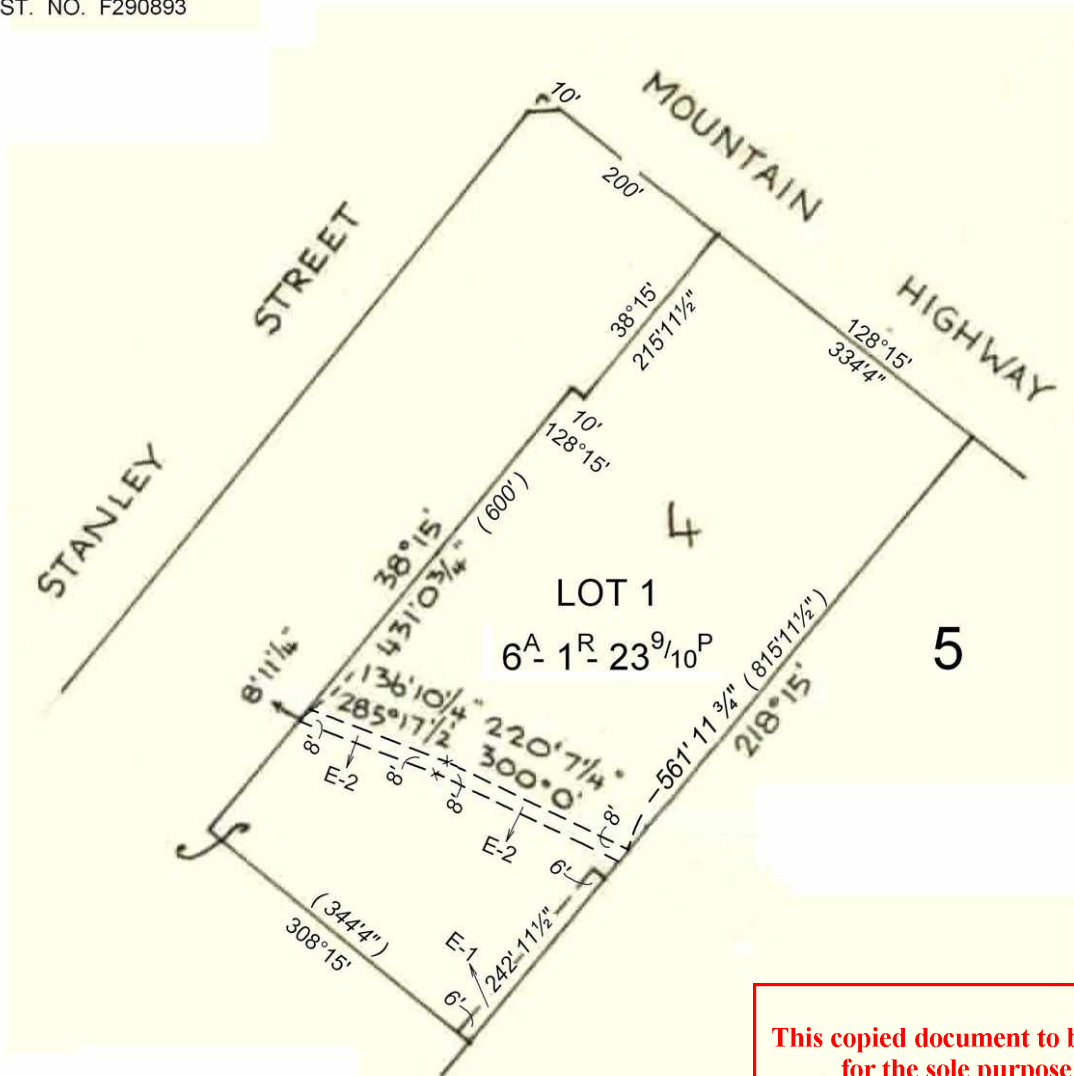 ST. NO. F290893
10'
MOUNTAIN
200'
STREET
HIGHWAY
38°15'
215'11½"
128°15'
334'4"
10'
128°15'
STANLEY
(600')
4
38°15'
431'0¾"
LOT 1
6ᴬ- 1ᴿ- 23⁹/₁₀ᴾ
5
(815'11½")
561' 11 ¾"
218°15'
8'11¼"
136'10¼"
285°17½'
220'7¼"
300°0'
8'
E-2
8'
8'
E-2
8'
6'
(344'4")
308°15'
E-1
242'11½"
6'
This copied document to b
for the sole purpose